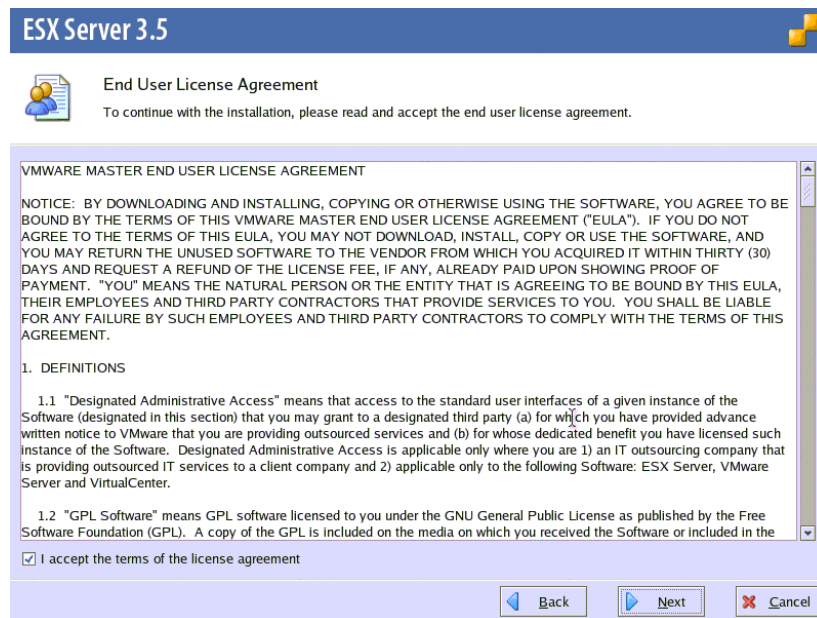 ESX Server 3.5
End User License Agreement
To continue with the installation, please read and accept the end user license agreement.
VMWARE MASTER END USER LICENSE AGREEMENT
NOTICE:  BY DOWNLOADING AND INSTALLING, COPYING OR OTHERWISE USING THE SOFTWARE, YOU AGREE TO BE
BOUND BY THE TERMS OF THIS VMWARE MASTER END USER LICENSE AGREEMENT ("EULA").  IF YOU DO NOT
AGREE TO THE TERMS OF THIS EULA, YOU MAY NOT DOWNLOAD, INSTALL, COPY OR USE THE SOFTWARE, AND
YOU MAY RETURN THE UNUSED SOFTWARE TO THE VENDOR FROM WHICH YOU ACQUIRED IT WITHIN THIRTY (30)
DAYS AND REQUEST A REFUND OF THE LICENSE FEE, IF ANY, ALREADY PAID UPON SHOWING PROOF OF
PAYMENT.  "YOU" MEANS THE NATURAL PERSON OR THE ENTITY THAT IS AGREEING TO BE BOUND BY THIS EULA,
THEIR EMPLOYEES AND THIRD PARTY CONTRACTORS THAT PROVIDE SERVICES TO YOU.  YOU SHALL BE LIABLE
FOR ANY FAILURE BY SUCH EMPLOYEES AND THIRD PARTY CONTRACTORS TO COMPLY WITH THE TERMS OF THIS
AGREEMENT.
1.  DEFINITIONS
1.1  "Designated Administrative Access" means that access to the standard user interfaces of a given instance of the
Software (designated in this section) that you may grant to a designated third party (a) for which you have provided advance
written notice to VMware that you are providing outsourced services and (b) for whose dedicated benefit you have licensed such
instance of the Software.  Designated Administrative Access is applicable only where you are 1) an IT outsourcing company that
is providing outsourced IT services to a client company and 2) applicable only to the following Software: ESX Server, VMware
Server and VirtualCenter.
1.2  "GPL Software" means GPL software licensed to you under the GNU General Public License as published by the Free
Software Foundation (GPL).  A copy of the GPL is included on the media on which you received the Software or included in the
I accept the terms of the license agreement
Back
Next
Cancel